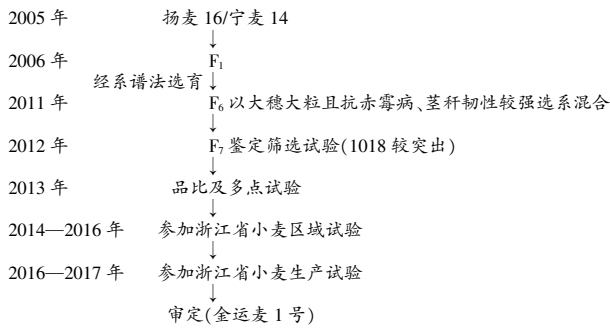 2005 年 扬麦 16/宁麦 14
2006 年 F₁
经系谱法选育
2011 年 F₆ 以大穗大粒且抗赤霉病、茎秆韧性较强选系混合
2012 年 F₇ 鉴定筛选试验(1018 较突出)
2013 年 品比及多点试验
2014—2016 年 参加浙江省小麦区域试验
2016—2017 年 参加浙江省小麦生产试验
审定(金运麦 1 号)